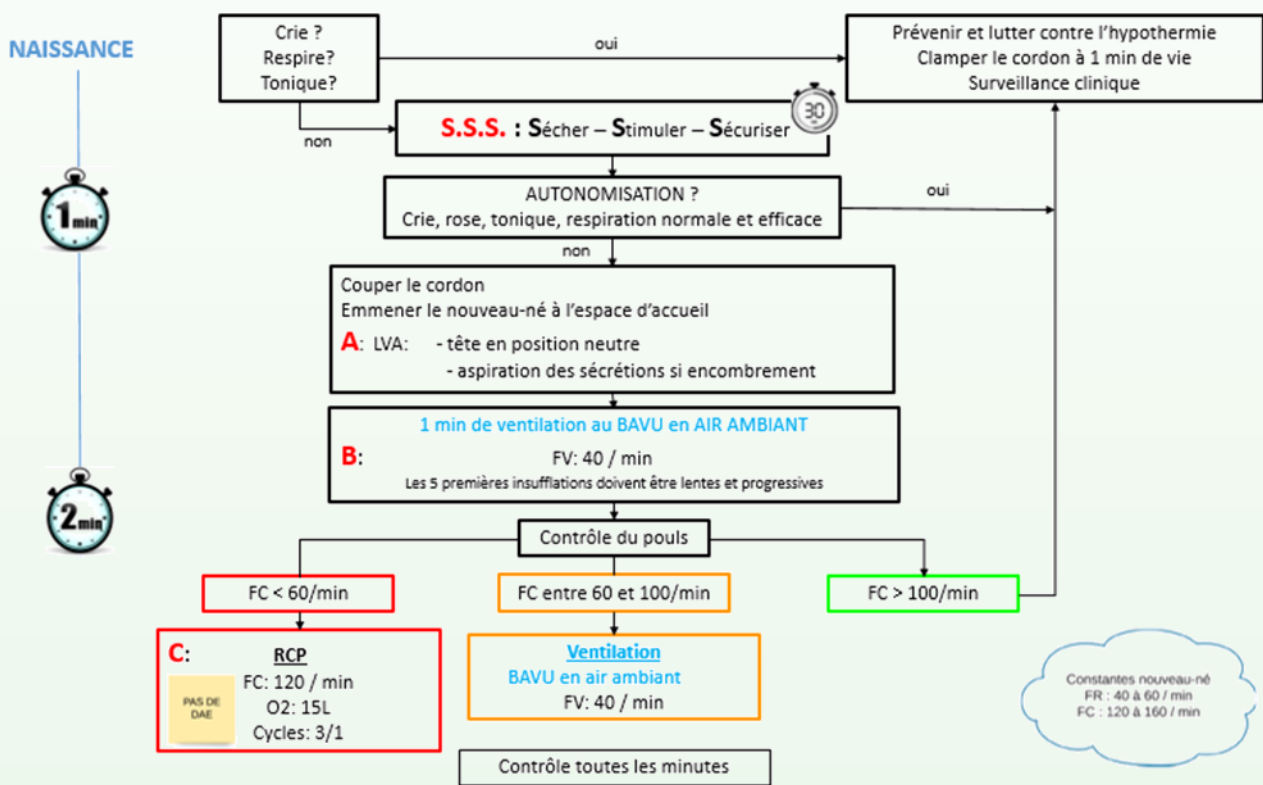 NAISSANCE
Crie ?
Respire?
Tonique?
oui
Prévenir et lutter contre l'hypothermie
Clamper le cordon à 1 min de vie
Surveillance clinique
non
S.S.S. : Sécher – Stimuler – Sécuriser
30
1 min
AUTONOMISATION ?
Crie, rose, tonique, respiration normale et efficace
oui
non
Couper le cordon
Emmener le nouveau-né à l'espace d'accueil
A: LVA: - tête en position neutre
- aspiration des sécrétions si encombrement
1 min de ventilation au BAVU en AIR AMBIANT
B: FV: 40 / min
Les 5 premières insufflations doivent être lentes et progressives
2 min
Contrôle du pouls
FC < 60/min
FC entre 60 et 100/min
FC > 100/min
C: RCP
FC: 120 / min
O2: 15L
Cycles: 3/1
PAS DE
DAE
Ventilation
BAVU en air ambiant
FV: 40 / min
Constantes nouveau-né
FR : 40 à 60 / min
FC : 120 à 160 / min
Contrôle toutes les minutes